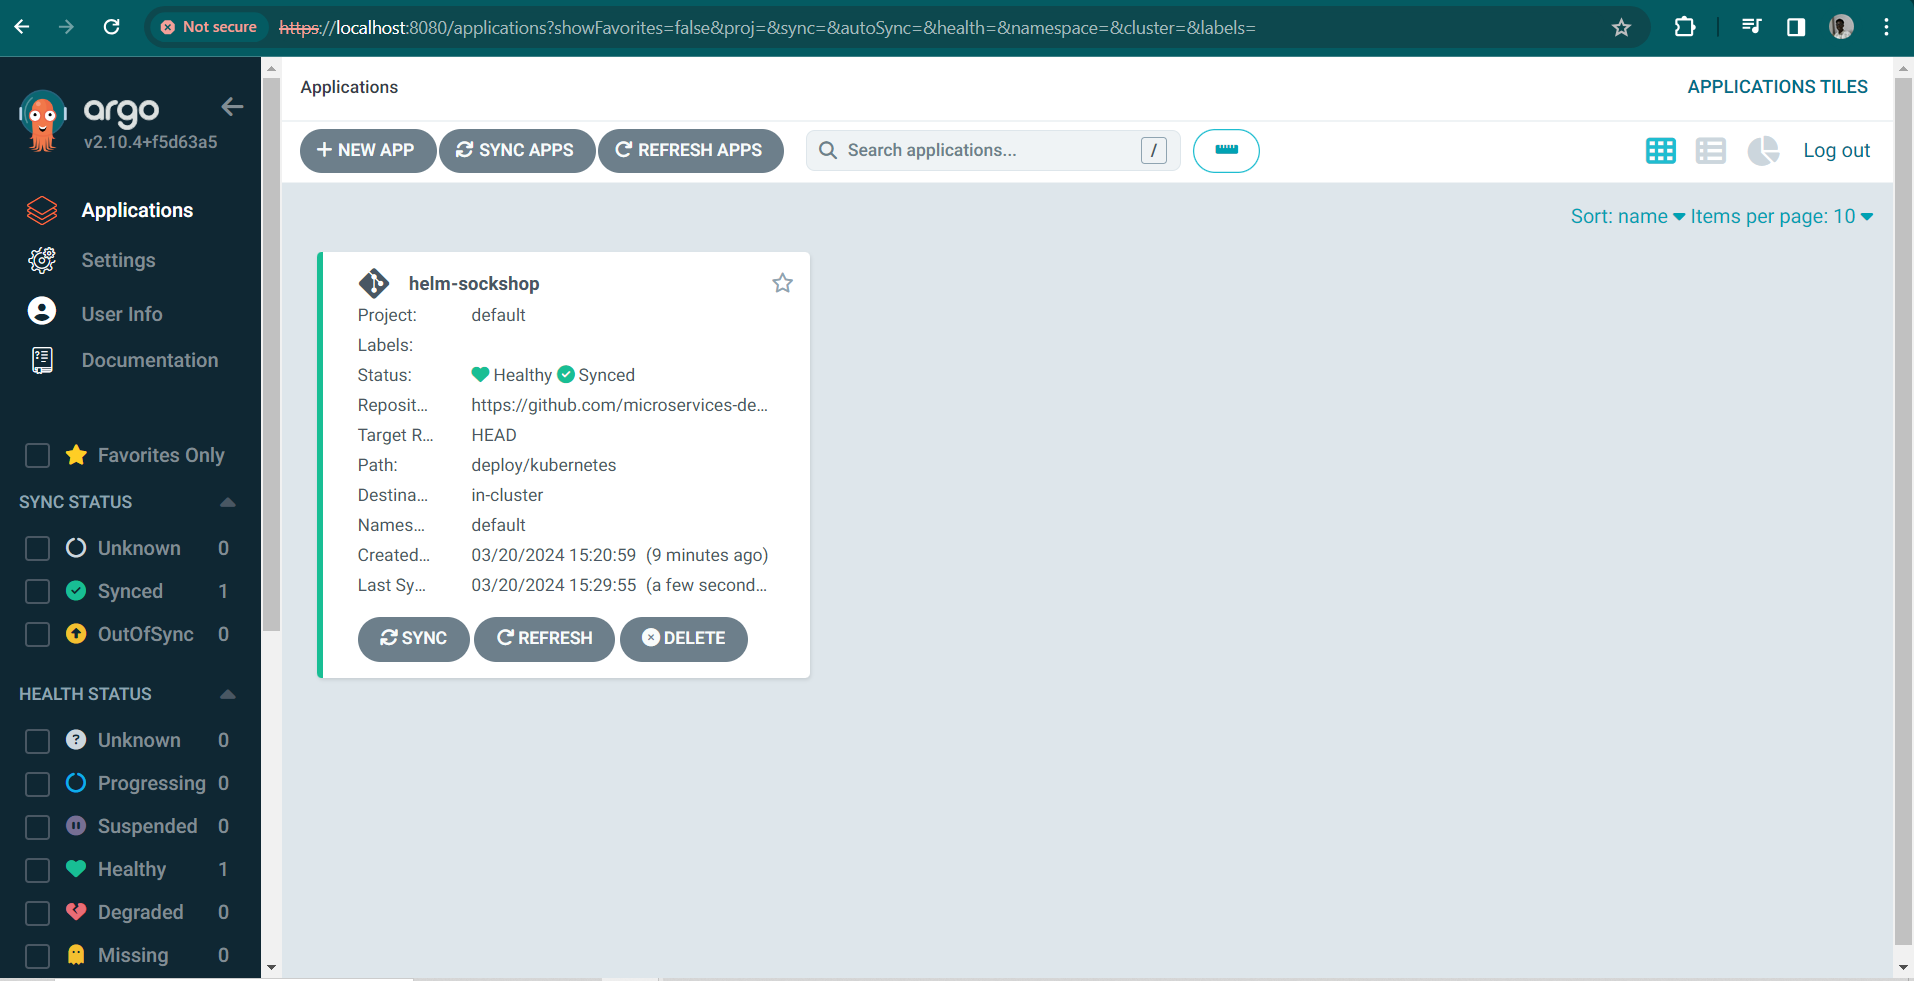 Not secure https://localhost:8080/applications?showFavorites=false&proj=&sync=&autoSync=&health=&namespace=&cluster=&labels=
argo
v2.10.4+f5d63a5
Applications
Settings
User Info
Documentation
Favorites Only
SYNC STATUS
Unknown 0
Synced 1
OutOfSync 0
HEALTH STATUS
Unknown 0
Progressing 0
Suspended 0
Healthy 1
Degraded 0
Missing 0
Applications APPLICATIONS TILES
NEW APP SYNC APPS REFRESH APPS Search applications... / Log out
Sort: name Items per page: 10
helm-sockshop
Project: default
Labels:
Status: Healthy Synced
Reposit... https://github.com/microservices-de...
Target R... HEAD
Path: deploy/kubernetes
Destina... in-cluster
Names... default
Created... 03/20/2024 15:20:59 (9 minutes ago)
Last Sy... 03/20/2024 15:29:55 (a few second...
SYNC REFRESH DELETE